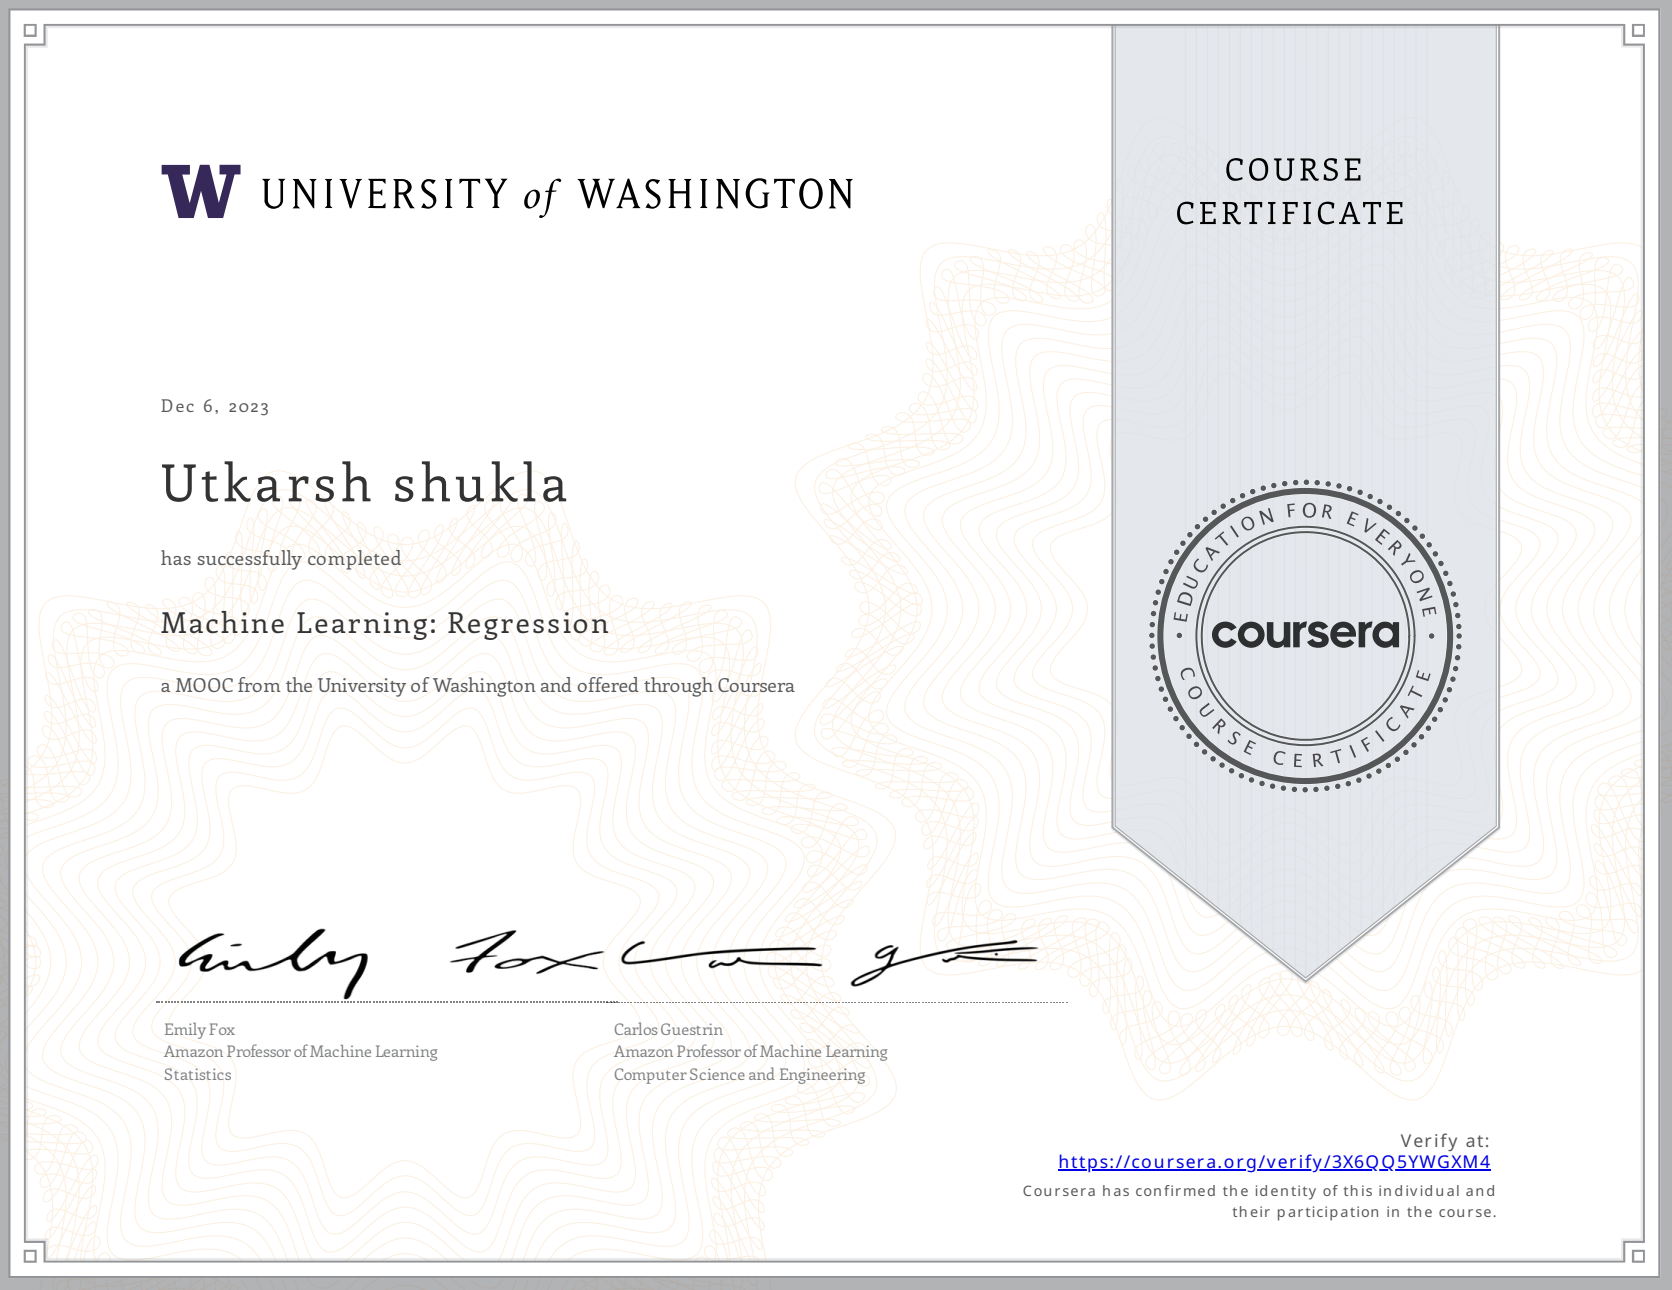 W UNIVERSITY of WASHINGTON
COURSE
CERTIFICATE
Dec 6, 2023
Utkarsh shukla
has successfully completed
Machine Learning: Regression
a MOOC from the University of Washington and offered through Coursera
EDUCATION FOR EVERYONE
coursera
COURSE CERTIFICATE
Emily Fox
Carlos Guestrin
Emily Fox
Amazon Professor of Machine Learning
Statistics
Carlos Guestrin
Amazon Professor of Machine Learning
Computer Science and Engineering
Verify at:
https://coursera.org/verify/3X6QQ5YWGXM4
Coursera has confirmed the identity of this individual and
their participation in the course.